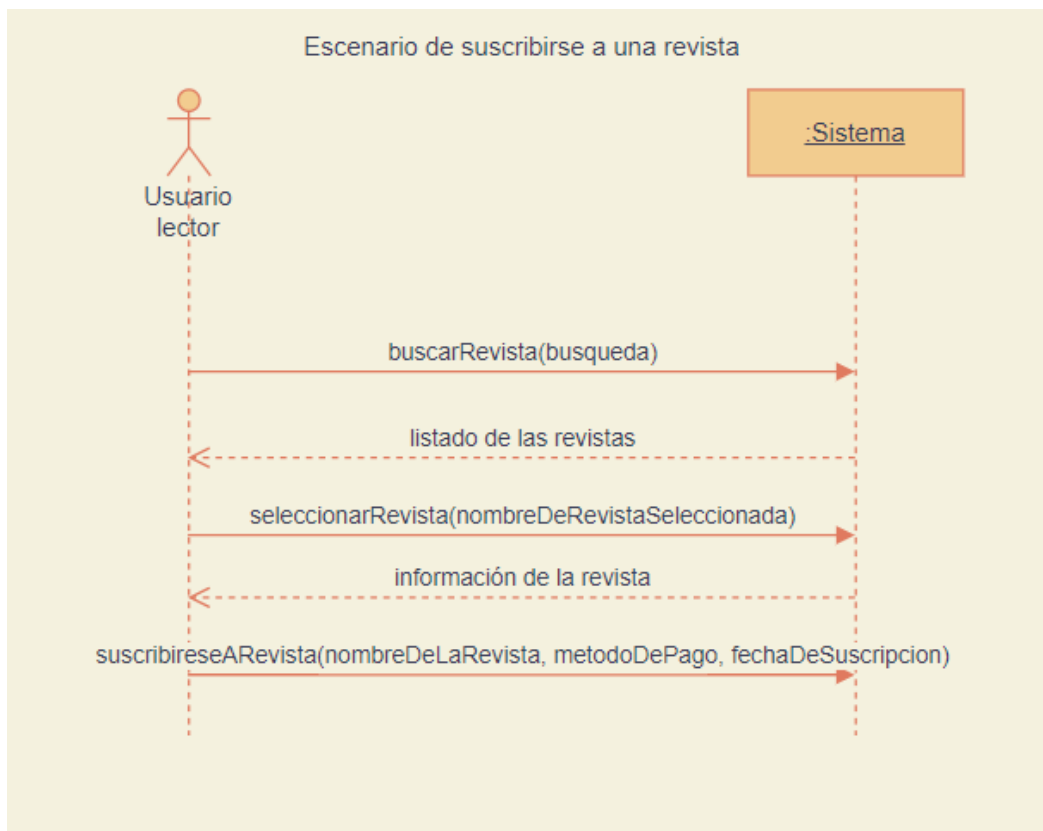 Escenario de suscribirse a una revista
:Sistema
Usuario
lector
buscarRevista(busqueda)
listado de las revistas
seleccionarRevista(nombreDeRevistaSeleccionada)
información de la revista
suscribireseARevista(nombreDeLaRevista, metodoDePago, fechaDeSuscripcion)